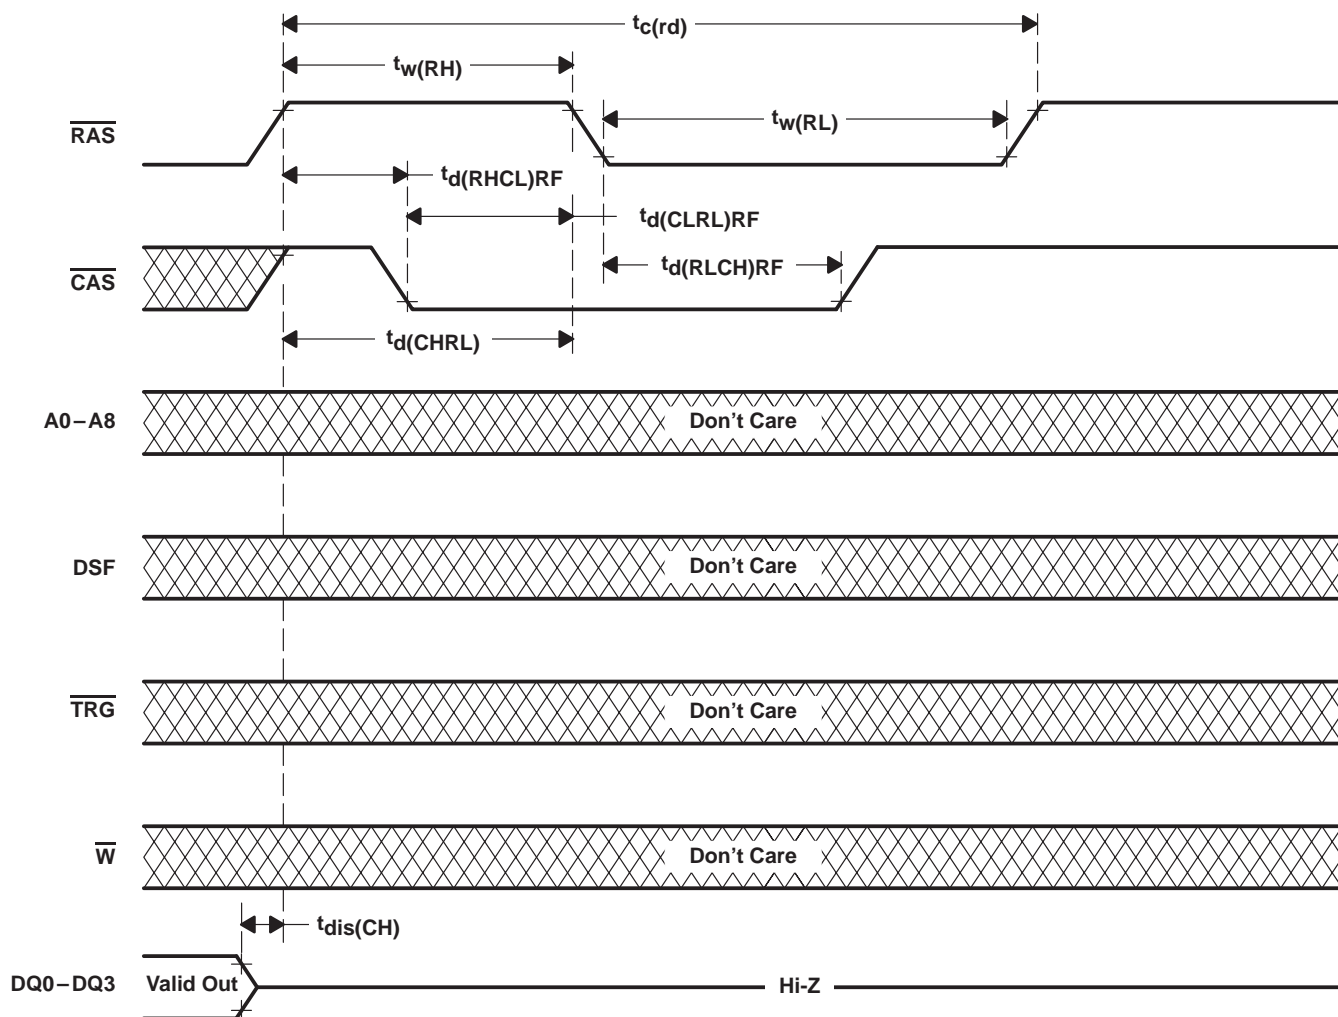 tc(rd)
tw(RH)
RAS
tw(RL)
td(RHCL)RF
td(CLRL)RF
CAS
td(RLCH)RF
td(CHRL)
A0–A8
Don't Care
DSF
Don't Care
TRG
Don't Care
W
Don't Care
tdis(CH)
DQ0–DQ3
Valid Out
Hi-Z